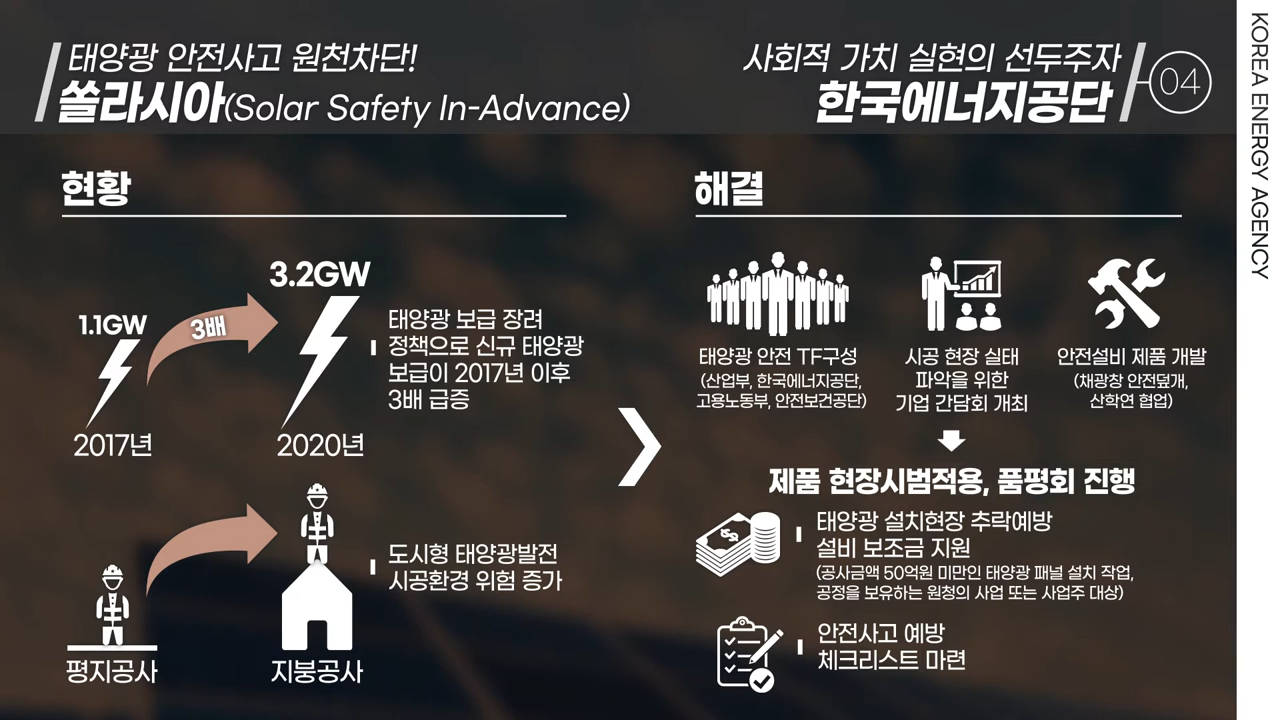 태양광 안전사고 원천차단!
쏠라시아(Solar Safety In-Advance)
사회적 가치 실현의 선두주자
한국에너지공단
04
KOREA ENERGY AGENCY
현황
1.1GW
3배
3.2GW
2017년
2020년
태양광 보급 장려
정책으로 신규 태양광
보급이 2017년 이후
3배 급증
평지공사
지붕공사
도시형 태양광발전
시공환경 위험 증가
해결
태양광 안전 TF구성
(산업부, 한국에너지공단,
고용노동부, 안전보건공단)
시공 현장 실태
파악을 위한
기업 간담회 개최
안전설비 제품 개발
(채광창 안전덮개,
산학연 협업)
제품 현장시범적용, 품평회 진행
태양광 설치현장 추락예방
설비 보조금 지원
(공사금액 50억원 미만인 태양광 패널 설치 작업,
공정을 보유하는 원청의 사업 또는 사업주 대상)
안전사고 예방
체크리스트 마련